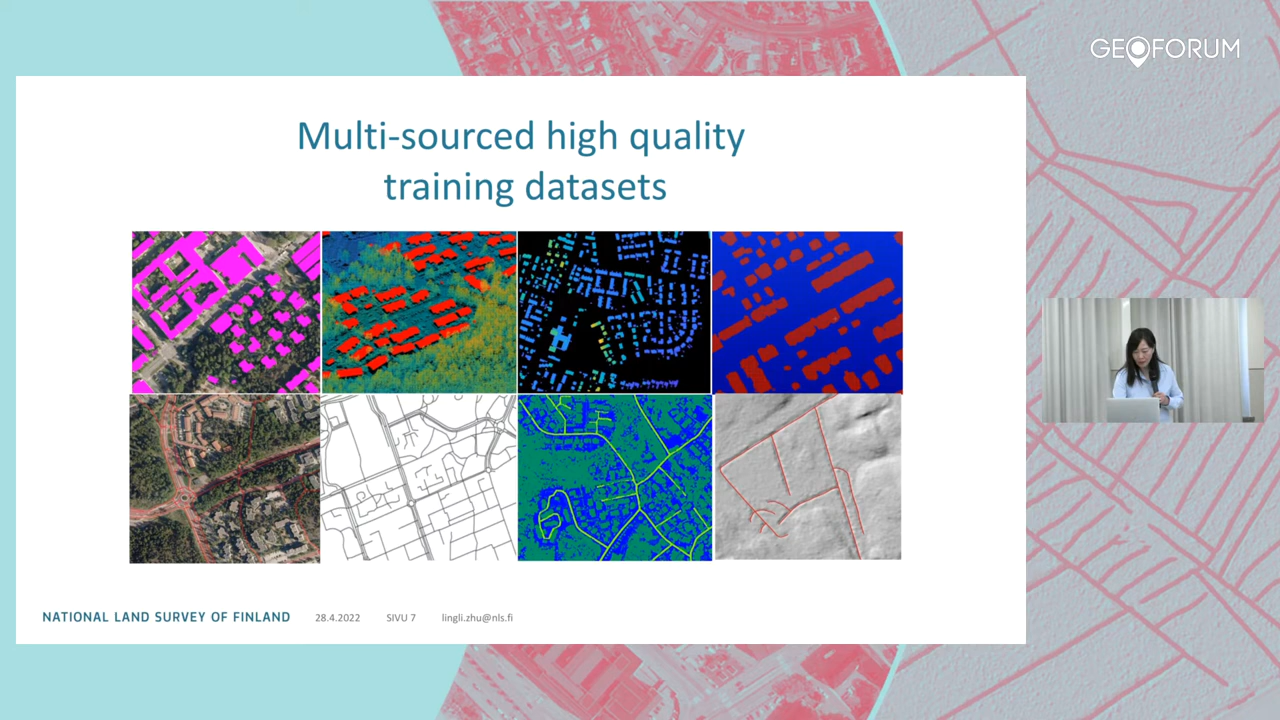 GEOFORUM
Multi-sourced high quality
training datasets
NATIONAL LAND SURVEY OF FINLAND 28.4.2022 SIVU 7 lingli.zhu@nls.fi